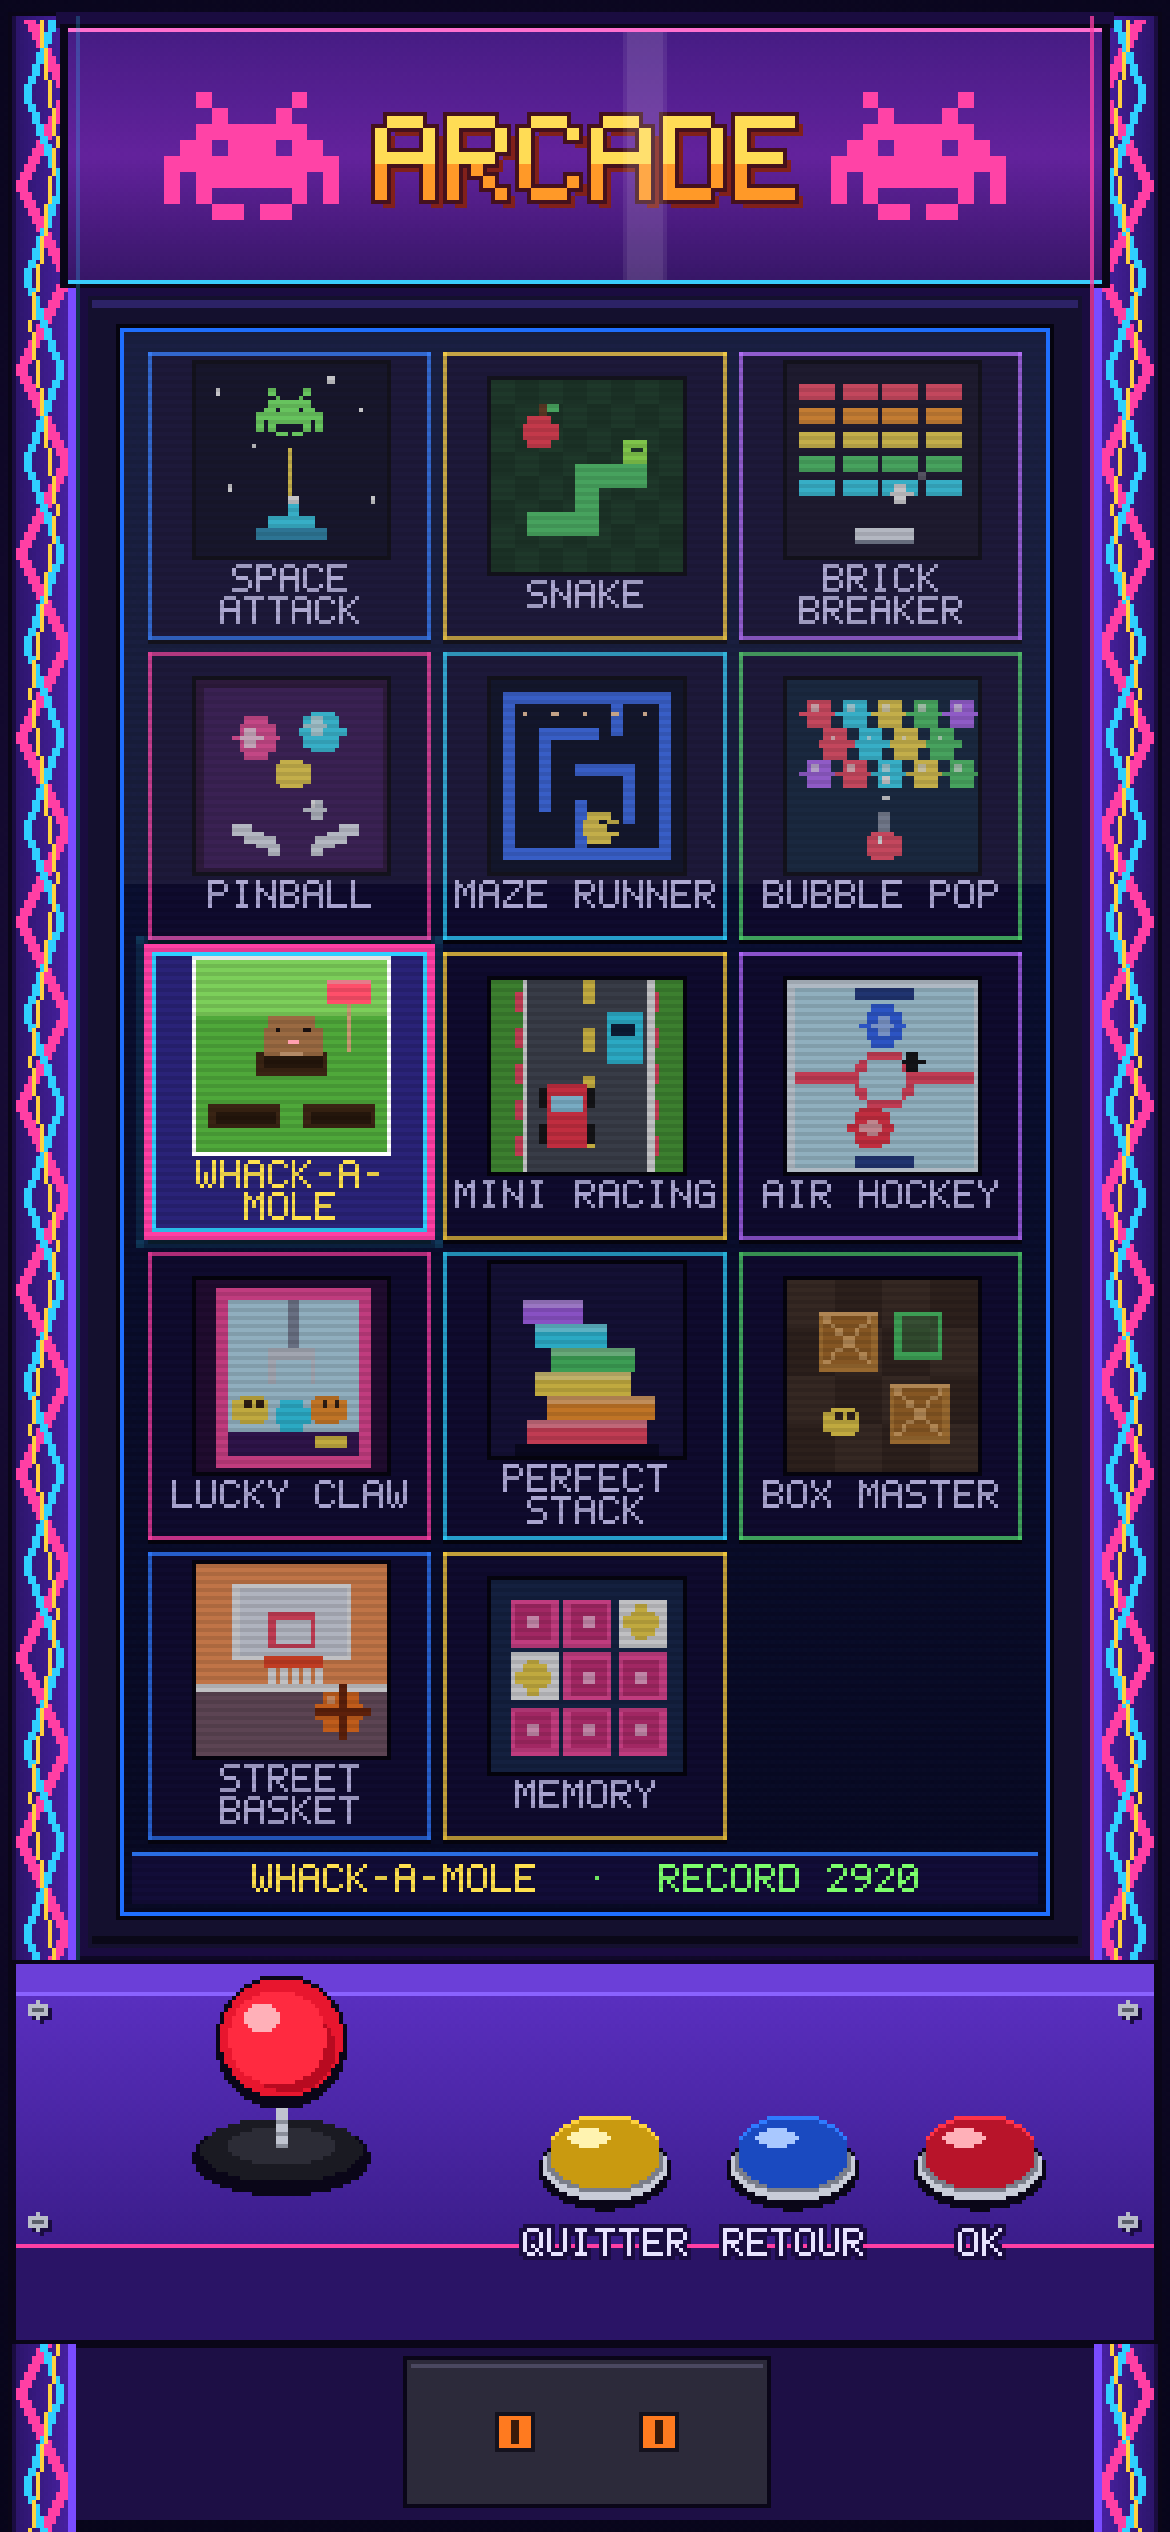 ARCADE
SPACE
ATTACK
SNAKE
BRICK
BREAKER
PINBALL
MAZE RUNNER
BUBBLE POP
WHACK-A-
MOLE
MINI RACING
AIR HOCKEY
LUCKY CLAW
PERFECT
STACK
BOX MASTER
STREET
BASKET
MEMORY
WHACK-A-MOLE · RECORD 2920
QUITTER RETOUR OK